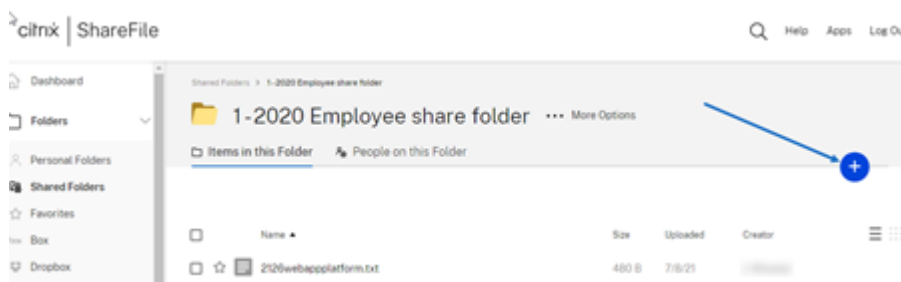 citrix | ShareFile
Help Apps Log Ou
Dashboard
Folders
Personal Folders
Shared Folders
Favorites
Box
Dropbox
Shared Folders > 1-2020 Employee share folder
1-2020 Employee share folder ••• More Options
Items in this Folder People on this Folder
+
Name Size Uploaded Creator
2126webappplatform.txt 480 B 7/8/21